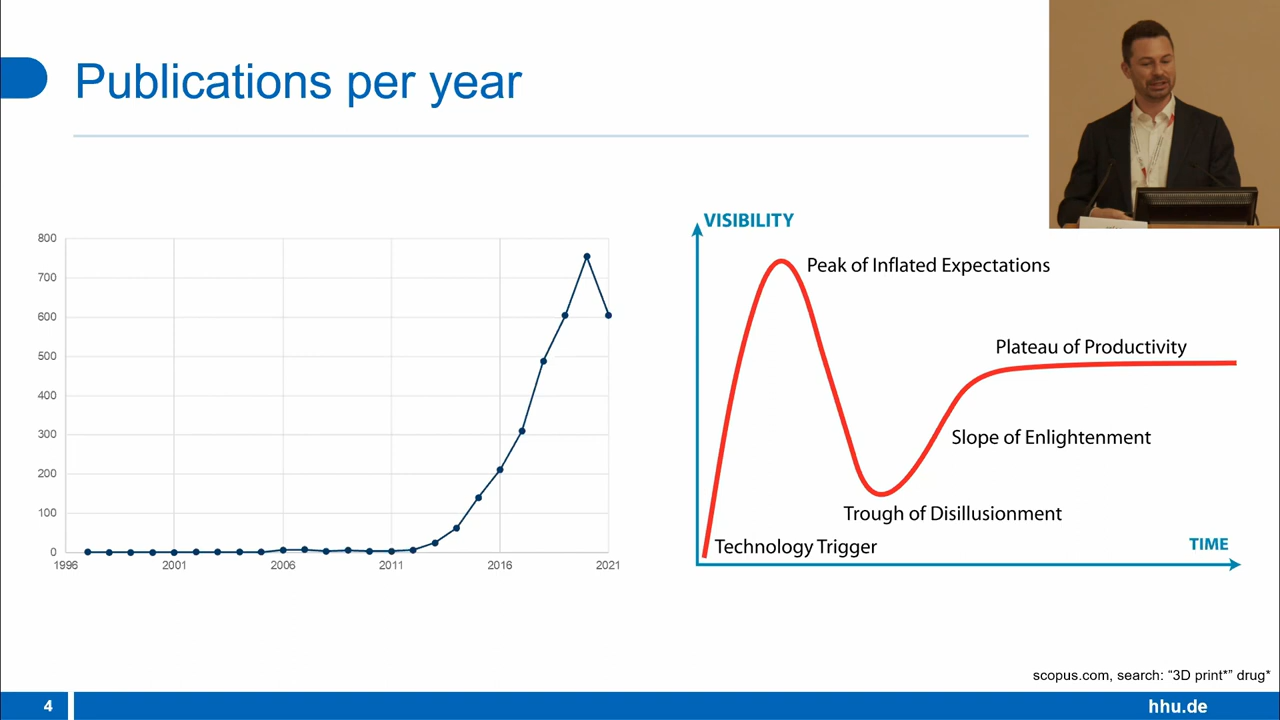 Publications per year
800
700
600
500
400
300
200
100
0
1996
2001
2006
2011
2016
2021
VISIBILITY
Peak of Inflated Expectations
Plateau of Productivity
Slope of Enlightenment
Trough of Disillusionment
Technology Trigger
TIME
scopus.com, search: “3D print*” drug*
4
hhu.de